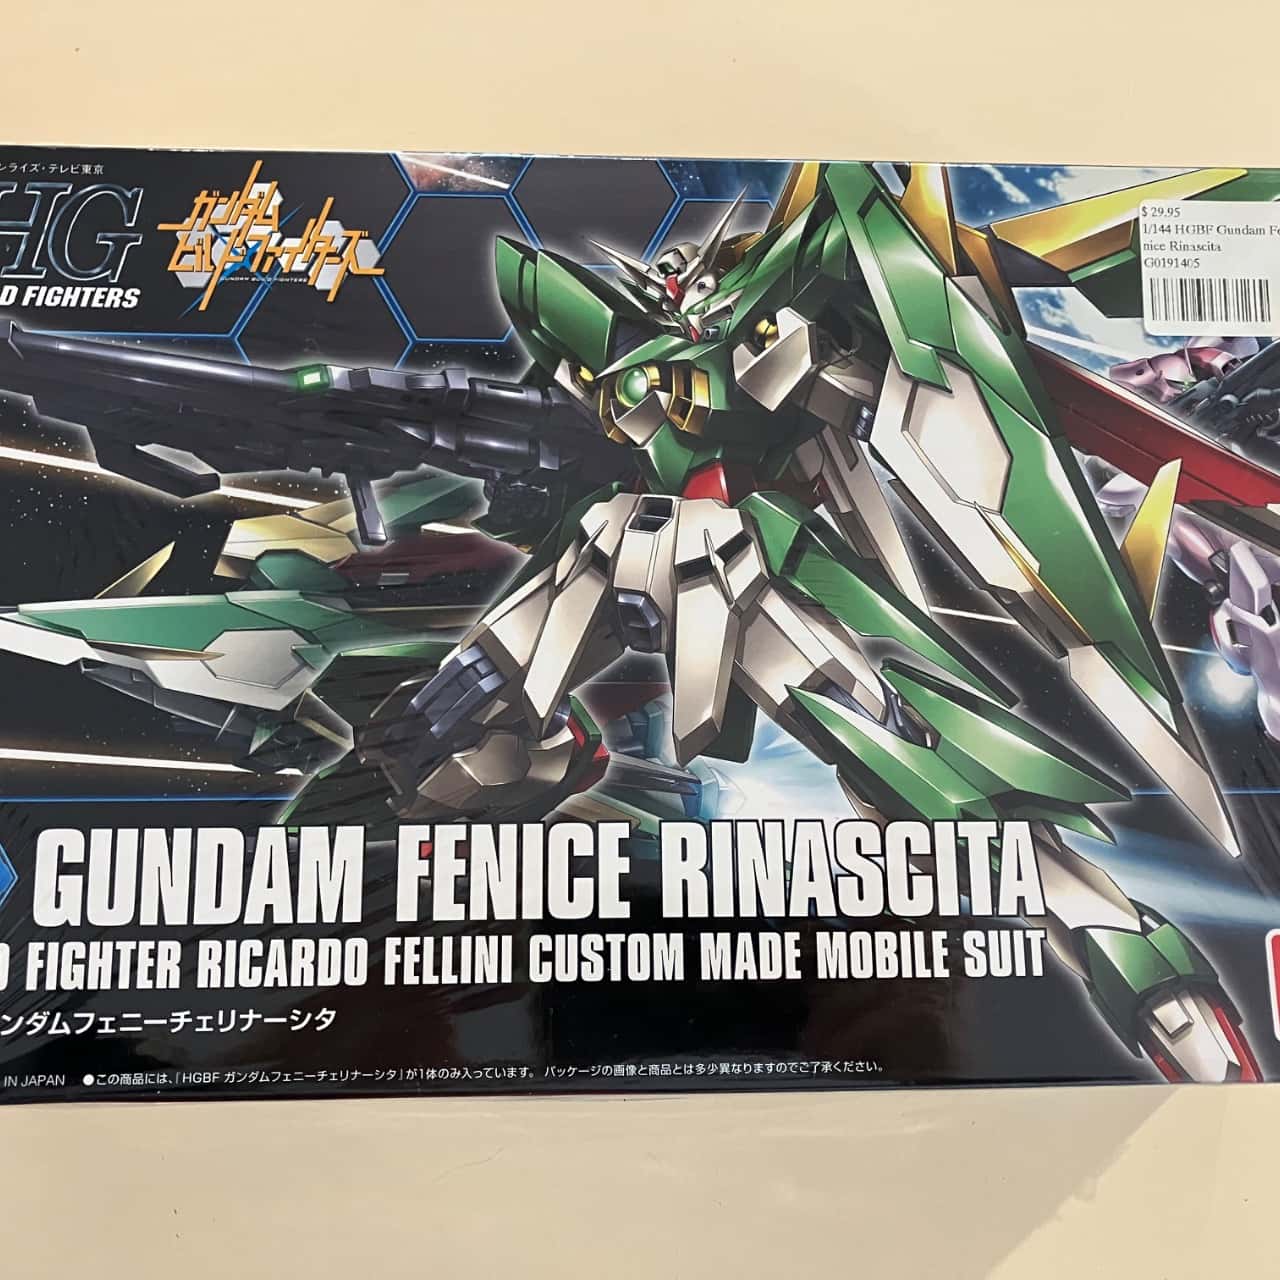 ンライズ・テレビ東京
HG
D FIGHTERS
ガンダム
ビルドファイターズ
GUNDAM BUILD FIGHTERS
$ 29.95
1/144 HGBF Gundam Fe
nice Rinascita
G0191405
GUNDAM FENICE RINASCITA
D FIGHTER RICARDO FELLINI CUSTOM MADE MOBILE SUIT
ンダムフェニーチェリナーシタ
IN JAPAN ●この商品には、「HGBF ガンダムフェニーチェリナーシタ」が1体のみ入っています。 パッケージの画像と商品とは多少異なりますのでご了承ください。